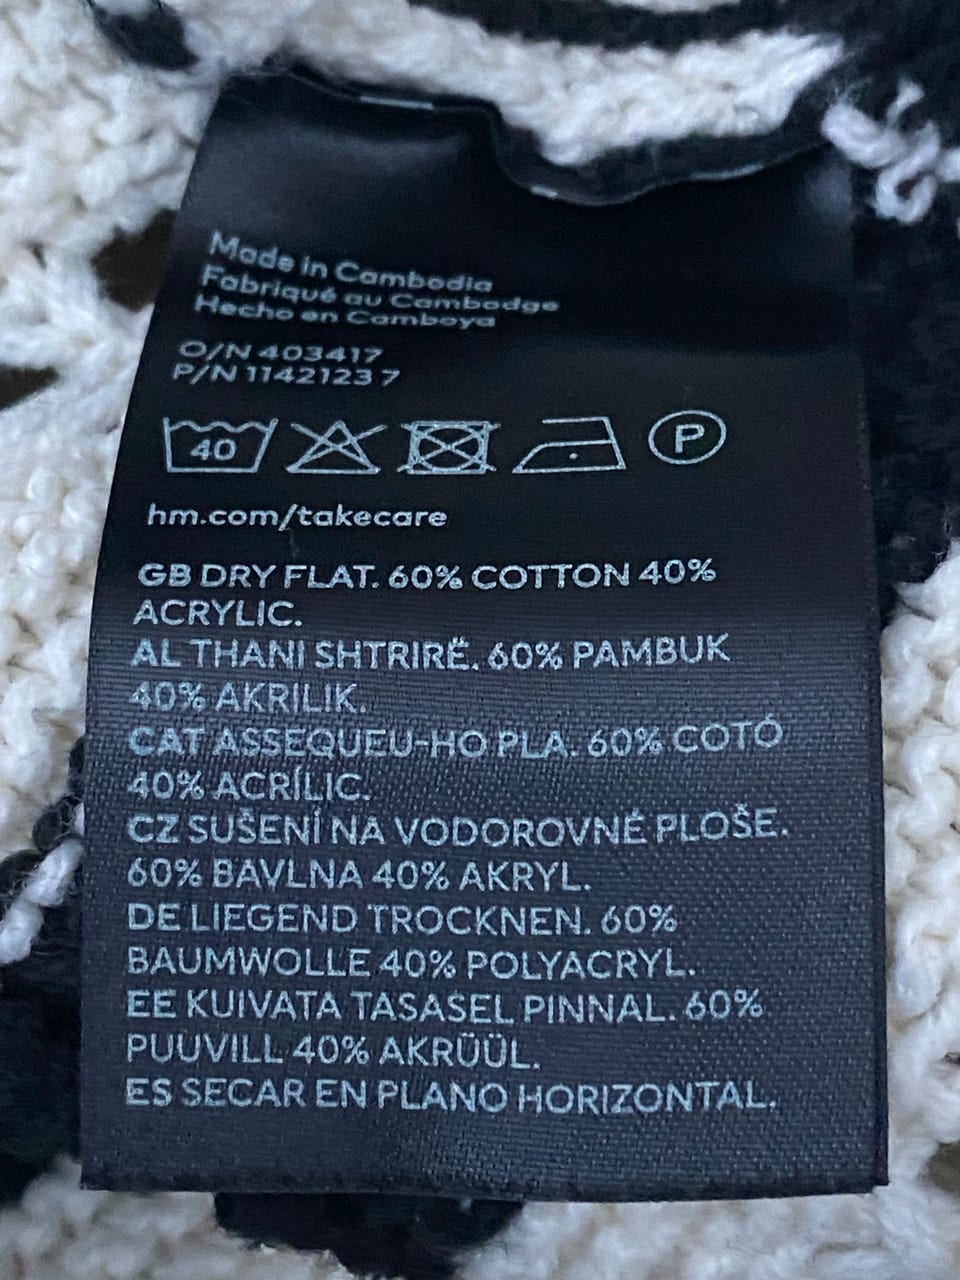 Made in Cambodia
Fabriqué au Cambodge
Hecho en Camboya
O/N 403417
P/N 1142123 7
40
P
hm.com/takecare
GB DRY FLAT. 60% COTTON 40%
ACRYLIC.
AL THANI SHTRIRË. 60% PAMBUK
40% AKRILIK.
CAT ASSEQUEU-HO PLA. 60% COTÓ
40% ACRÍLIC.
CZ SUŠENÍ NA VODOROVNÉ PLOŠE.
60% BAVLNA 40% AKRYL.
DE LIEGEND TROCKNEN. 60%
BAUMWOLLE 40% POLYACRYL.
EE KUIVATA TASASEL PINNAL. 60%
PUUVILL 40% AKRÜÜL.
ES SECAR EN PLANO HORIZONTAL.